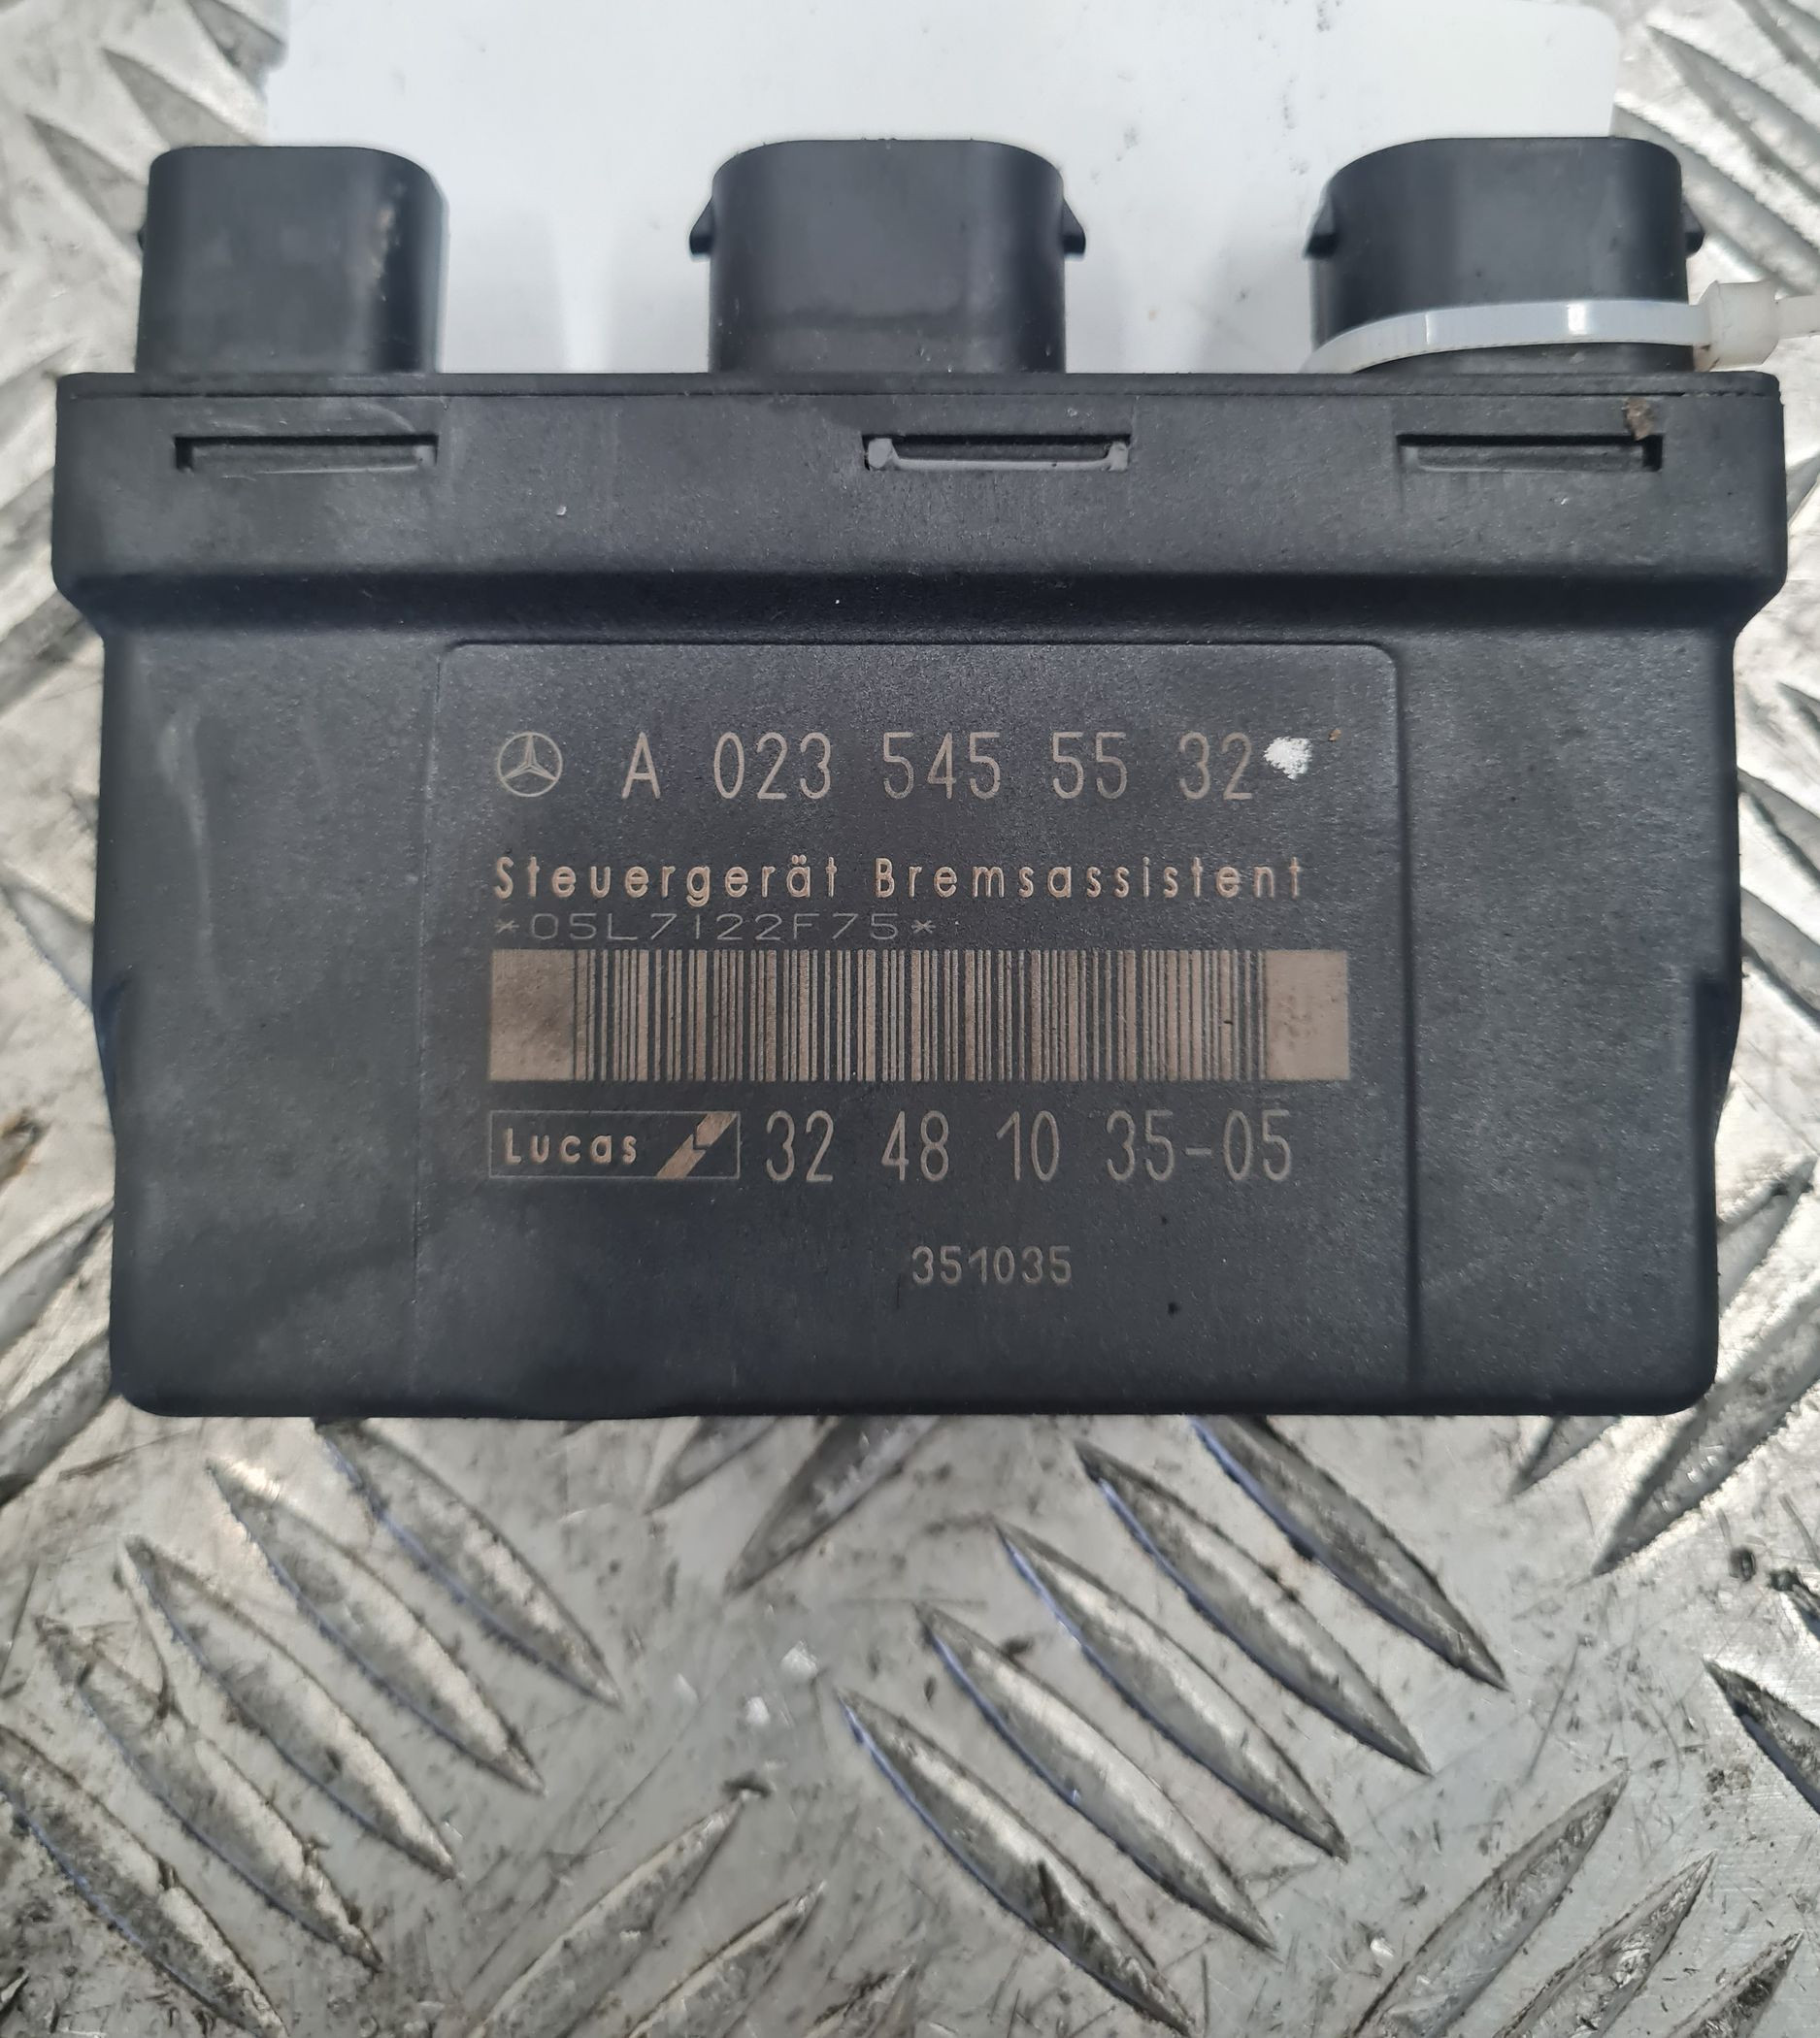 A 023 545 55 32
Steuergerät Bremsassistent
*05L7122F75*
Lucas 32 48 10 35-05
351035